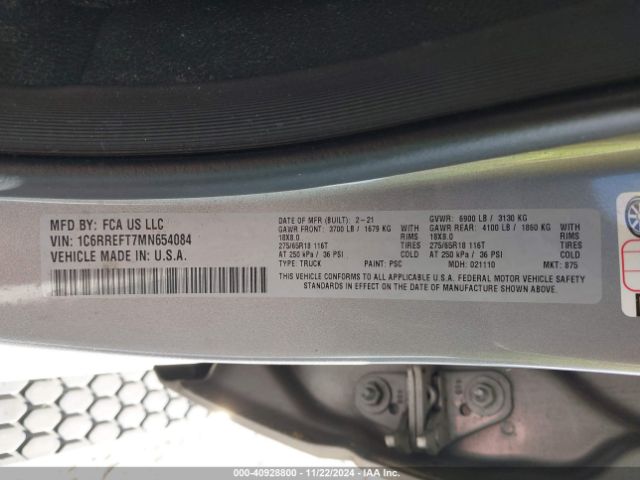 MFD BY: FCA US LLC
VIN: 1C6RREFT7MN654084
VEHICLE MADE IN: U.S.A.
DATE OF MFR (BUILT): 2-21
GVWR: 6900 LB / 3130 KG
GAWR FRONT: 3700 LB / 1679 KG
GAWR REAR: 4100 LB / 1860 KG
18X8.0 RIMS 18X8.0 RIMS
275/65R18 116T TIRES 275/65R18 116T TIRES
AT 250 kPa / 36 PSI COLD AT 250 kPa / 36 PSI COLD
TYPE: TRUCK PAINT: PSC MDH: 021110 MKT: 875
THIS VEHICLE CONFORMS TO ALL APPLICABLE U.S.A. FEDERAL MOTOR VEHICLE SAFETY
STANDARDS IN EFFECT ON THE DATE OF MANUFACTURE SHOWN ABOVE.
000-40928800 - 11/22/2024 - IAA Inc.